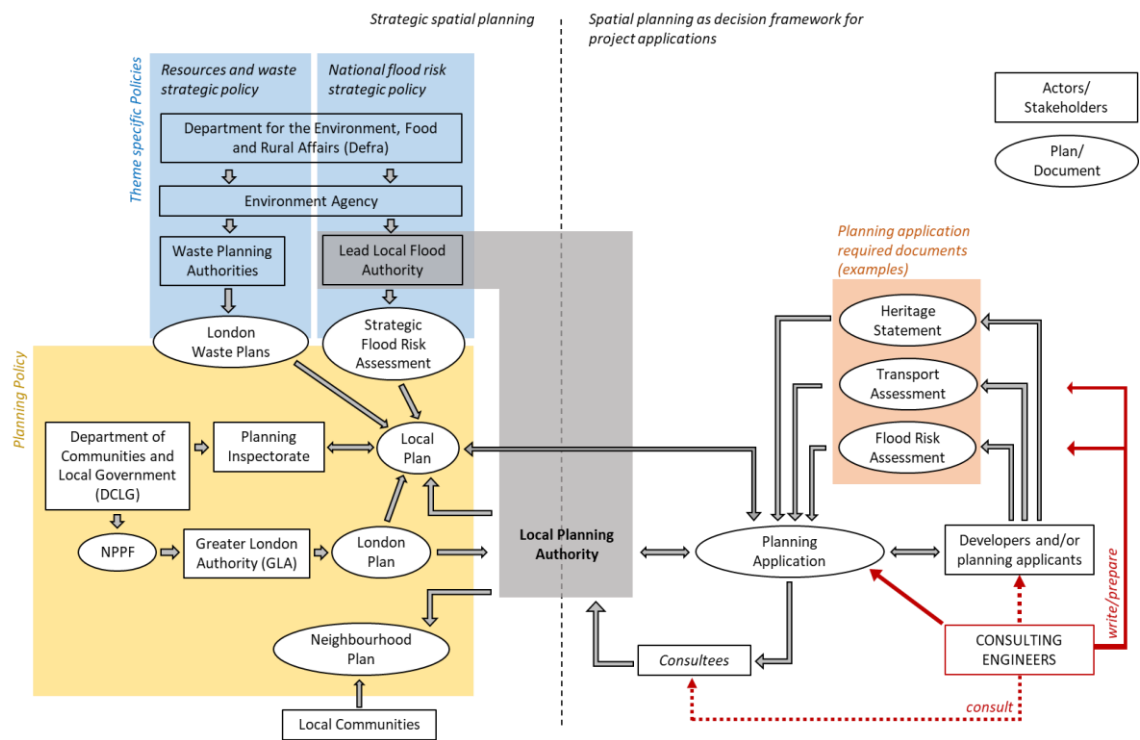 Strategic spatial planning
Spatial planning as decision framework for
project applications
Theme specific Policies
Resources and waste
strategic policy
National flood risk
strategic policy
Department for the Environment, Food
and Rural Affairs (Defra)
Environment Agency
Waste Planning
Authorities
Lead Local Flood
Authority
London
Waste Plans
Strategic
Flood Risk
Assessment
Planning Policy
Department of
Communities and
Local Government
(DCLG)
Planning
Inspectorate
Local
Plan
NPPF
Greater London
Authority (GLA)
London
Plan
Neighbourhood
Plan
Local Communities
Local Planning
Authority
Actors/
Stakeholders
Plan/
Document
Planning application
required documents
(examples)
Heritage
Statement
Transport
Assessment
Flood Risk
Assessment
Planning
Application
Developers and/or
planning applicants
Consultees
CONSULTING
ENGINEERS
write/prepare
consult